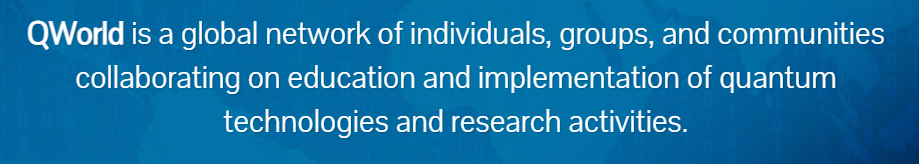 QWorld is a global network of individuals, groups, and communities
collaborating on education and implementation of quantum
technologies and research activities.